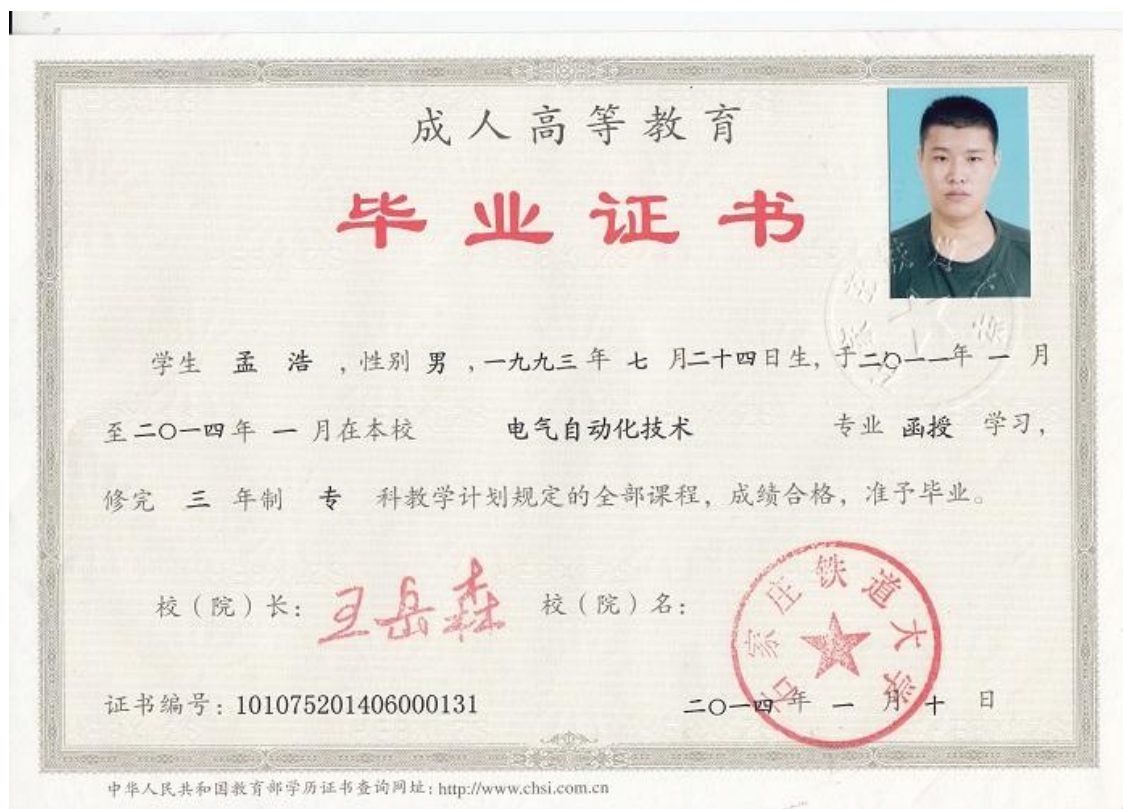 成人高等教育
毕业证书
学生 孟 浩 ,性别 男 ,一九九三 年 七 月二十四日生, 于二〇一一年 一 月
至二〇一四年 一 月在本校 电气自动化技术 专业 函授 学习,
修完 三 年制 专 科教学计划规定的全部课程, 成绩合格, 准予毕业。
校(院)长: 王岳森 校(院)名:
石家庄铁道大学
证书编号: 101075201406000131 二〇一四 年 一 月 十 日
中华人民共和国教育部学历证书查询网址: http://www.chsi.com.cn